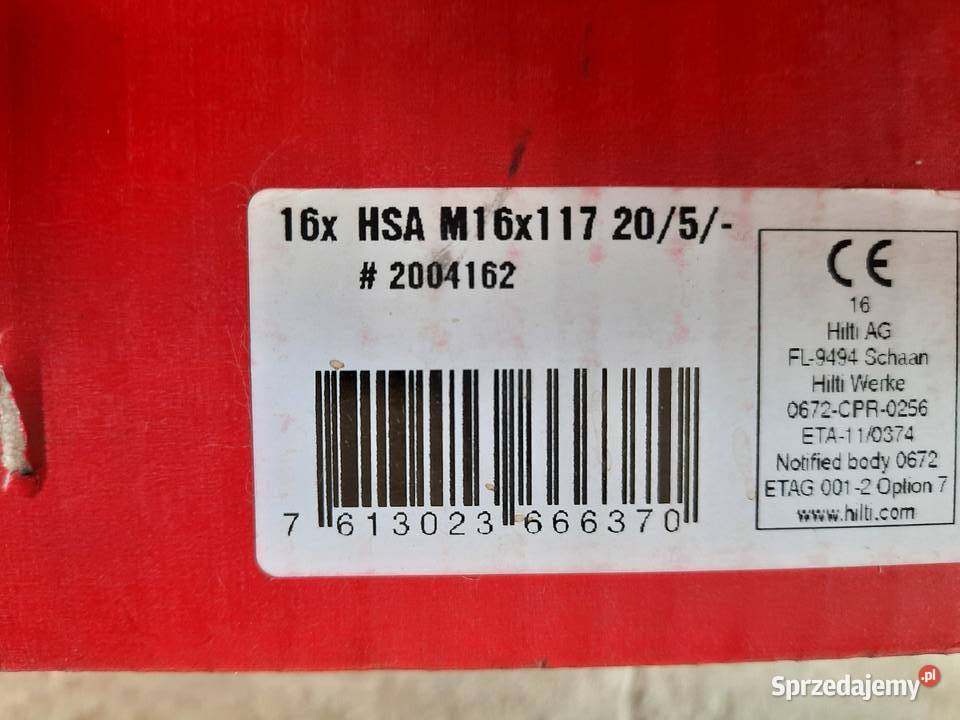 16x HSA M16x117 20/5/-
# 2004162
7 613023 666370
CE
16
Hilti AG
FL-9494 Schaan
Hilti Werke
0672-CPR-0256
ETA-11/0374
Notified body 0672
ETAG 001-2 Option 7
www.hilti.com
Sprzedajemy.pl